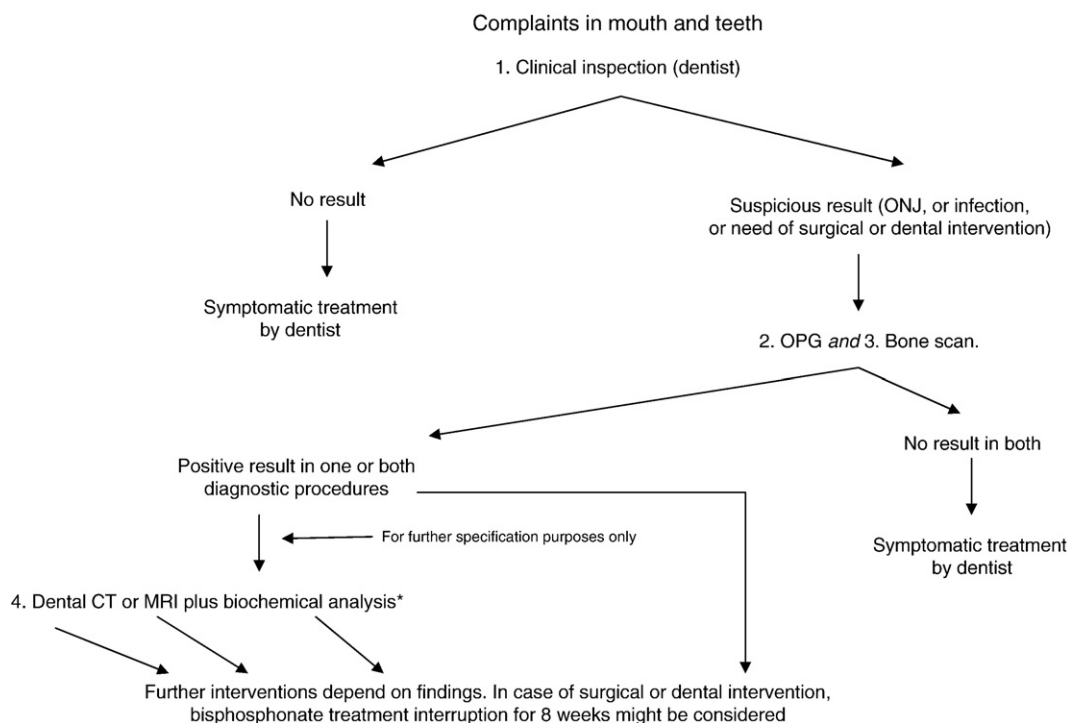 Complaints in mouth and teeth
1. Clinical inspection (dentist)
No result
Suspicious result (ONJ, or infection,
or need of surgical or dental intervention)
Symptomatic treatment
by dentist
2. OPG and 3. Bone scan.
No result in both
Positive result in one or both
diagnostic procedures
For further specification purposes only
Symptomatic treatment
by dentist
4. Dental CT or MRI plus biochemical analysis*
Further interventions depend on findings. In case of surgical or dental intervention,
bisphosphonate treatment interruption for 8 weeks might be considered